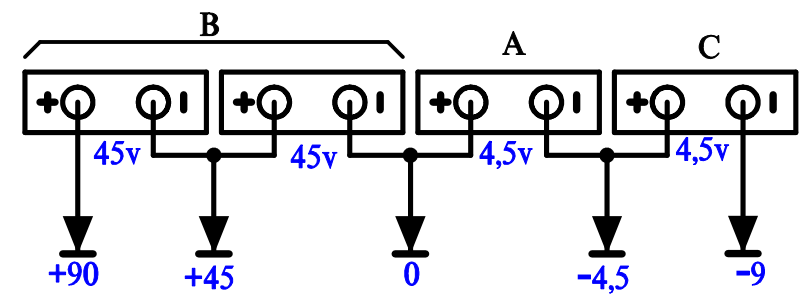 B A C
+ - + - + - + -
45v 45v 4,5v 4,5v
+90 +45 0 -4,5 -9